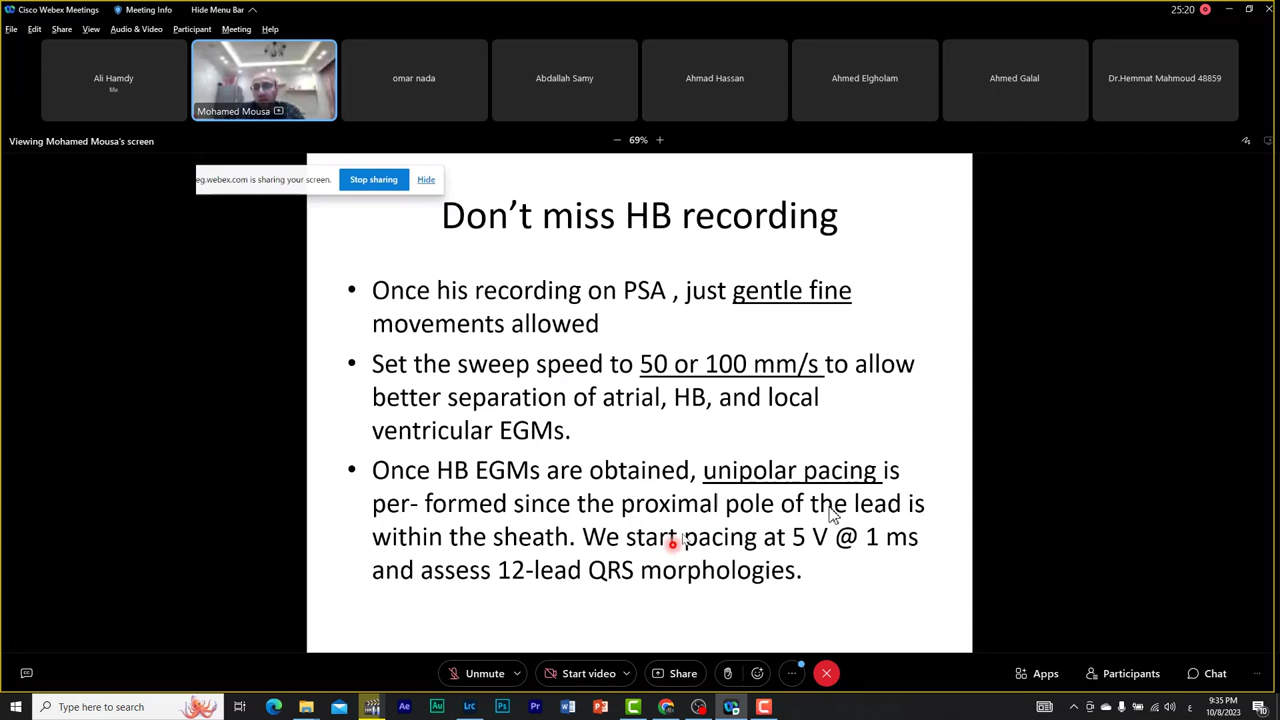 Cisco Webex Meetings
Meeting Info
Hide Menu Bar
25:20
File Edit Share View Audio & Video Participant Meeting Help
Ali Hamdy
Me
Mohamed Mousa
omar nada
Abdallah Samy
Ahmad Hassan
Ahmed Elgholam
Ahmed Galal
Dr.Hemmat Mahmoud 48859
Viewing Mohamed Mousa's screen
69%
eg.webex.com is sharing your screen.
Stop sharing
Hide
Don't miss HB recording
• Once his recording on PSA , just gentle fine
movements allowed
• Set the sweep speed to 50 or 100 mm/s to allow
better separation of atrial, HB, and local
ventricular EGMs.
• Once HB EGMs are obtained, unipolar pacing is
per- formed since the proximal pole of the lead is
within the sheath. We start pacing at 5 V @ 1 ms
and assess 12-lead QRS morphologies.
Unmute
Start video
Share
Apps
Participants
Chat
Type here to search
Ae
Au
Lrc
Ps
Pr
9:35 PM
10/8/2023